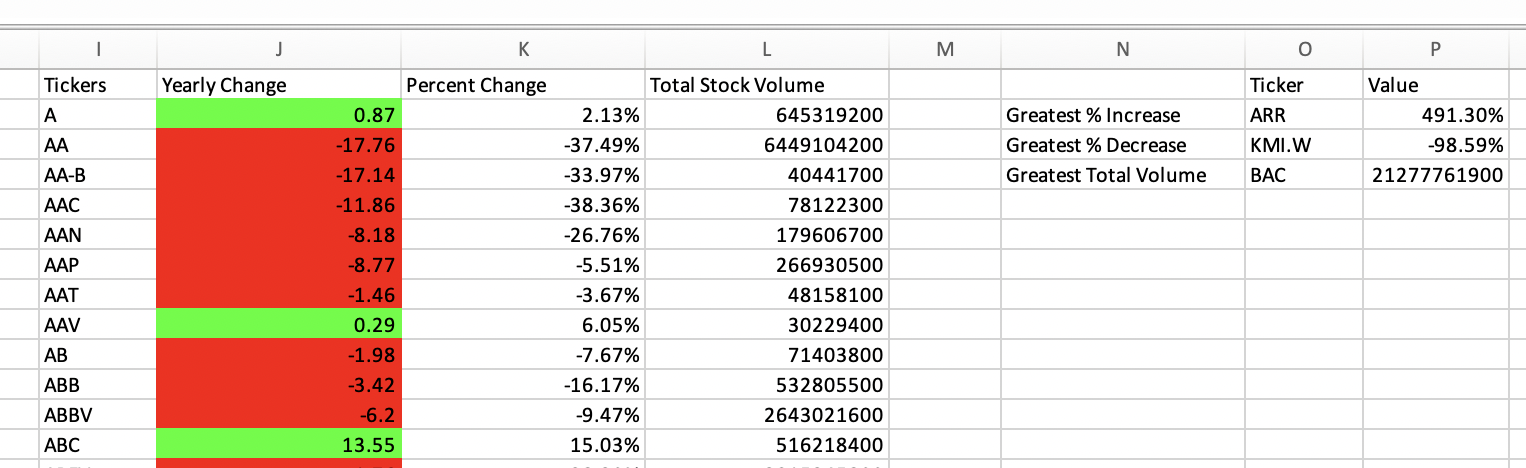 I J K L M N O P
Tickers Yearly Change Percent Change Total Stock Volume Ticker Value
A 0.87 2.13% 645319200 Greatest % Increase ARR 491.30%
AA -17.76 -37.49% 6449104200 Greatest % Decrease KMI.W -98.59%
AA-B -17.14 -33.97% 40441700 Greatest Total Volume BAC 21277761900
AAC -11.86 -38.36% 78122300
AAN -8.18 -26.76% 179606700
AAP -8.77 -5.51% 266930500
AAT -1.46 -3.67% 48158100
AAV 0.29 6.05% 30229400
AB -1.98 -7.67% 71403800
ABB -3.42 -16.17% 532805500
ABBV -6.2 -9.47% 2643021600
ABC 13.55 15.03% 516218400